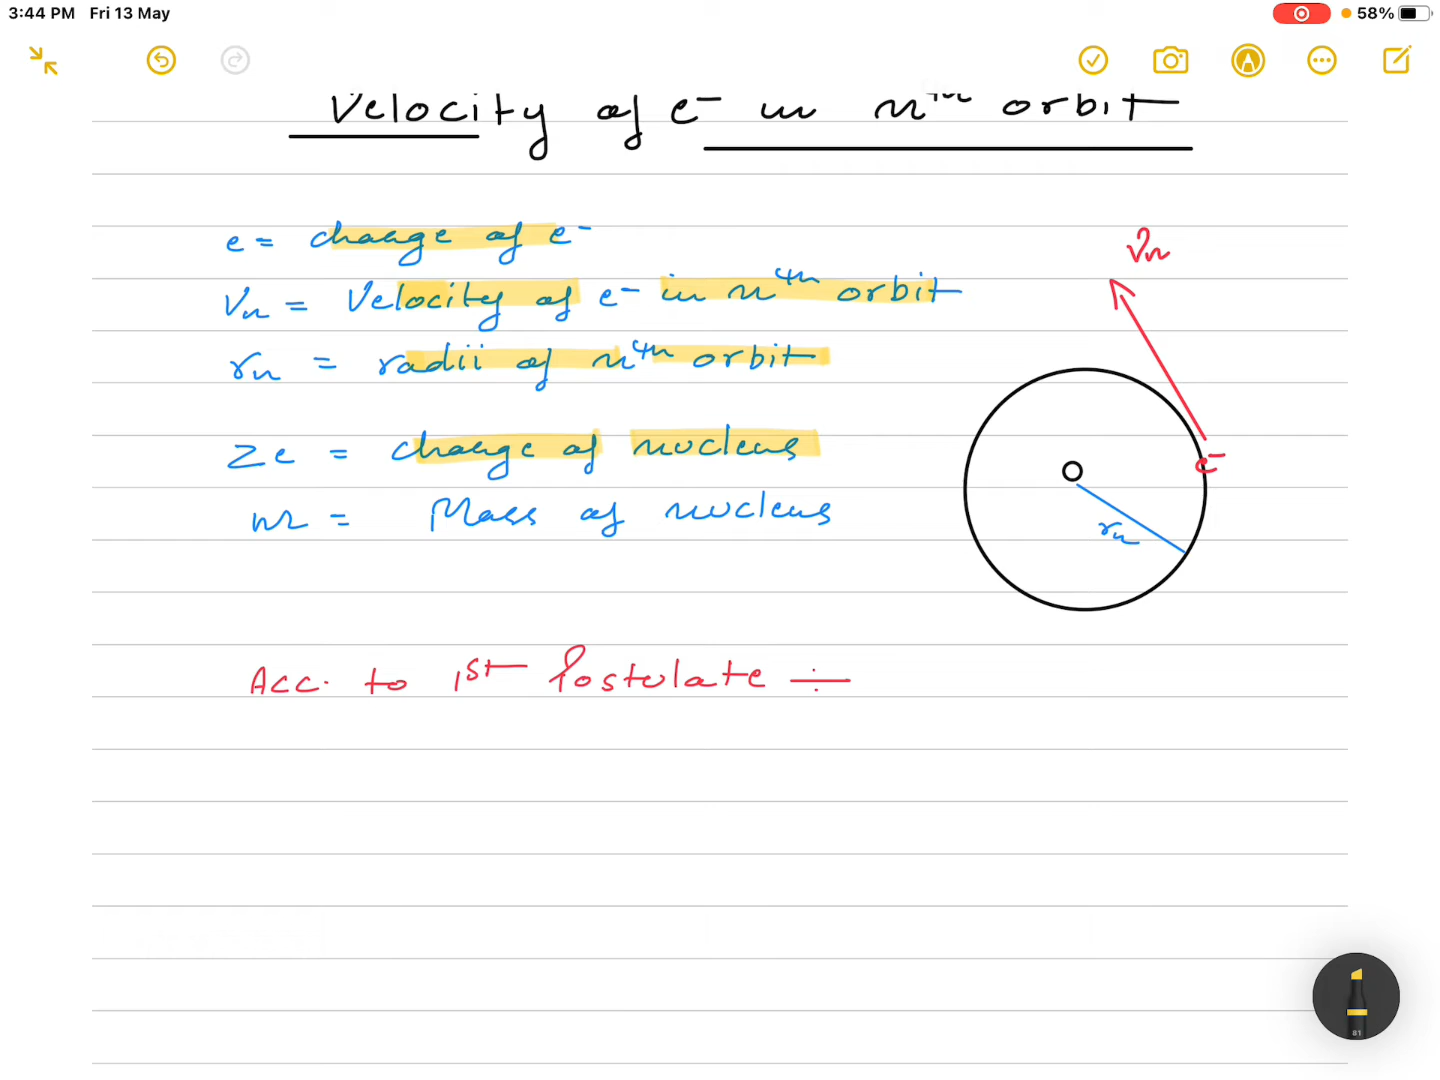 3:44 PM Fri 13 May
58%
Velocity of e⁻ in nᵗʰ orbit
e = charge of e⁻
Vₙ = Velocity of e⁻ in nᵗʰ orbit
rₙ = radii of nᵗʰ orbit
Ze = charge of nucleus
m = Mass of nucleus
Vₙ
e⁻
rₙ
Acc. to 1st Postulate ÷
81